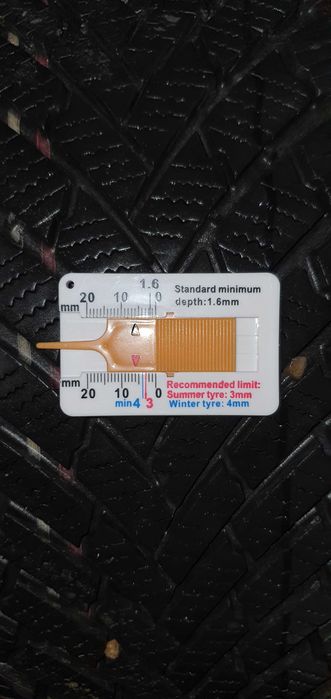 1.6
20 10 0
mm
Standard minimum
depth:1.6mm
mm
20 10 0
min4 3
Recommended limit:
Summer tyre: 3mm
Winter tyre: 4mm